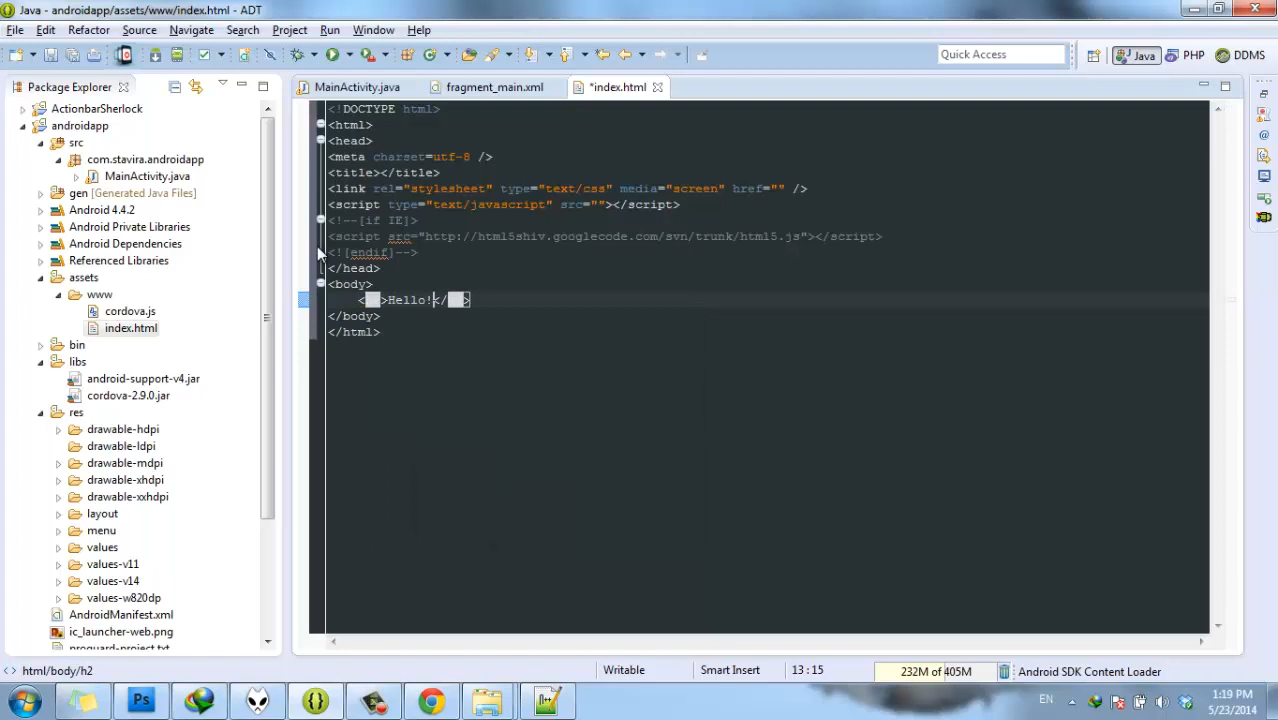 Java - androidapp/assets/www/index.html - ADT
File Edit Refactor Source Navigate Search Project Run Window Help
Quick Access Java PHP DDMS
Package Explorer
MainActivity.java fragment_main.xml *index.html
ActionbarSherlock
androidapp
src
com.stavira.androidapp
MainActivity.java
gen [Generated Java Files]
Android 4.4.2
Android Private Libraries
Android Dependencies
Referenced Libraries
assets
www
cordova.js
index.html
bin
libs
android-support-v4.jar
cordova-2.9.0.jar
res
drawable-hdpi
drawable-ldpi
drawable-mdpi
drawable-xhdpi
drawable-xxhdpi
layout
menu
values
values-v11
values-v14
values-w820dp
AndroidManifest.xml
ic_launcher-web.png
proguard-project.txt
<!DOCTYPE html>
<html>
<head>
<meta charset=utf-8 />
<title></title>
<link rel="stylesheet" type="text/css" media="screen" href="" />
<script type="text/javascript" src=""></script>
<!--[if IE]>
<script src="http://html5shiv.googlecode.com/svn/trunk/html5.js"></script>
<![endif]-->
</head>
<body>
< >Hello!</ >
</body>
</html>
html/body/h2
Writable Smart Insert 13 : 15 232M of 405M Android SDK Content Loader
Ps
EN
1:19 PM
5/23/2014